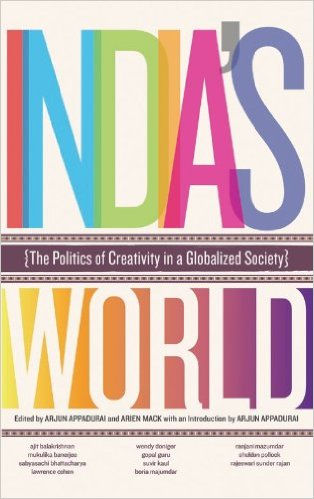 INDIA'S
{The Politics of Creativity in a Globalized Society}
WORLD
Edited by ARJUN APPADURAI and ARIEN MACK with an Introduction by ARJUN APPADURAI
ajit balakrishnan
mukulika banerjee
sabyasachi bhattacharya
lawrence cohen
wendy doniger
gopal guru
suvir kaul
boria majumdar
ranjani mazumdar
sheldon pollock
rajeswari sunder rajan